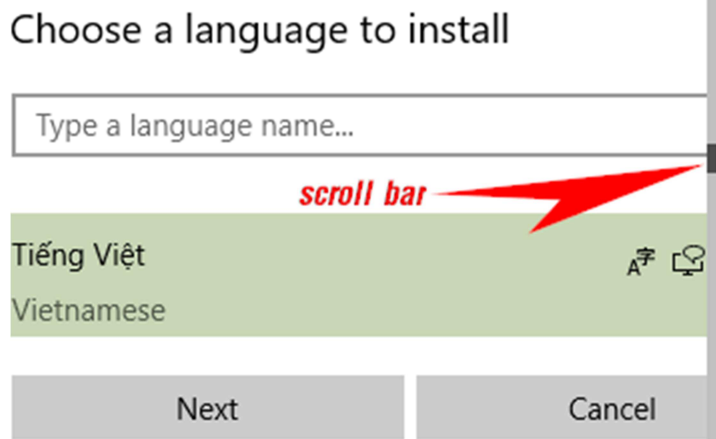 Choose a language to install
Type a language name...
scroll bar
Tiếng Việt
Vietnamese
Next
Cancel